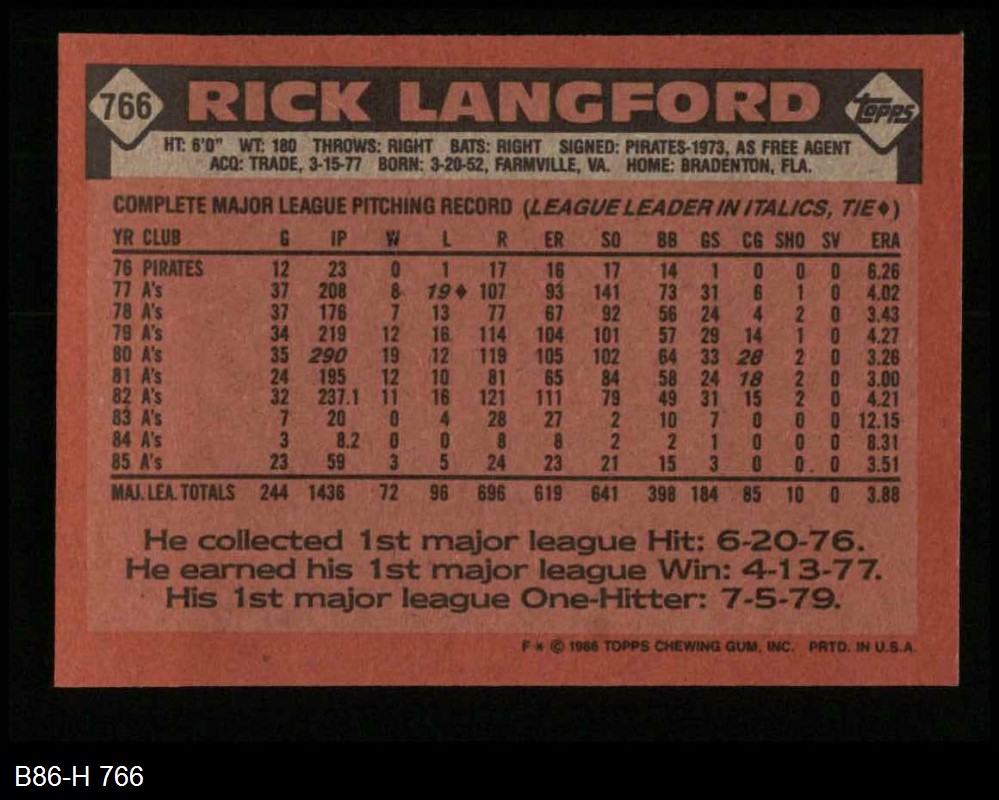 766 RICK LANGFORD topps
HT: 6'0" WT: 180 THROWS: RIGHT BATS: RIGHT SIGNED: PIRATES-1973, AS FREE AGENT
ACQ: TRADE, 3-15-77 BORN: 3-20-52, FARMVILLE, VA. HOME: BRADENTON, FLA.
COMPLETE MAJOR LEAGUE PITCHING RECORD (LEAGUE LEADER IN ITALICS, TIE♦)
YR CLUB G IP W L R ER SO BB GS CG SHO SV ERA
76 PIRATES 12 23 0 1 17 16 17 14 1 0 0 0 6.26
77 A's 37 208 8 19♦ 107 93 141 73 31 6 1 0 4.02
78 A's 37 176 7 13 77 67 92 56 24 4 2 0 3.43
79 A's 34 219 12 16 114 104 101 57 29 14 1 0 4.27
80 A's 35 290 19 12 119 105 102 64 33 28 2 0 3.26
81 A's 24 195 12 10 81 65 84 58 24 18 2 0 3.00
82 A's 32 237.1 11 16 121 111 79 49 31 15 2 0 4.21
83 A's 7 20 0 4 28 27 2 10 7 0 0 0 12.15
84 A's 3 8.2 0 0 8 8 2 2 1 0 0 0 8.31
85 A's 23 59 3 5 24 23 21 15 3 0 0 0 3.51
MAJ. LEA. TOTALS 244 1436 72 96 696 619 641 398 184 85 10 0 3.88
He collected 1st major league Hit: 6-20-76.
He earned his 1st major league Win: 4-13-77.
His 1st major league One-Hitter: 7-5-79.
F * © 1986 TOPPS CHEWING GUM, INC. PRTD. IN U.S.A.
B86-H 766